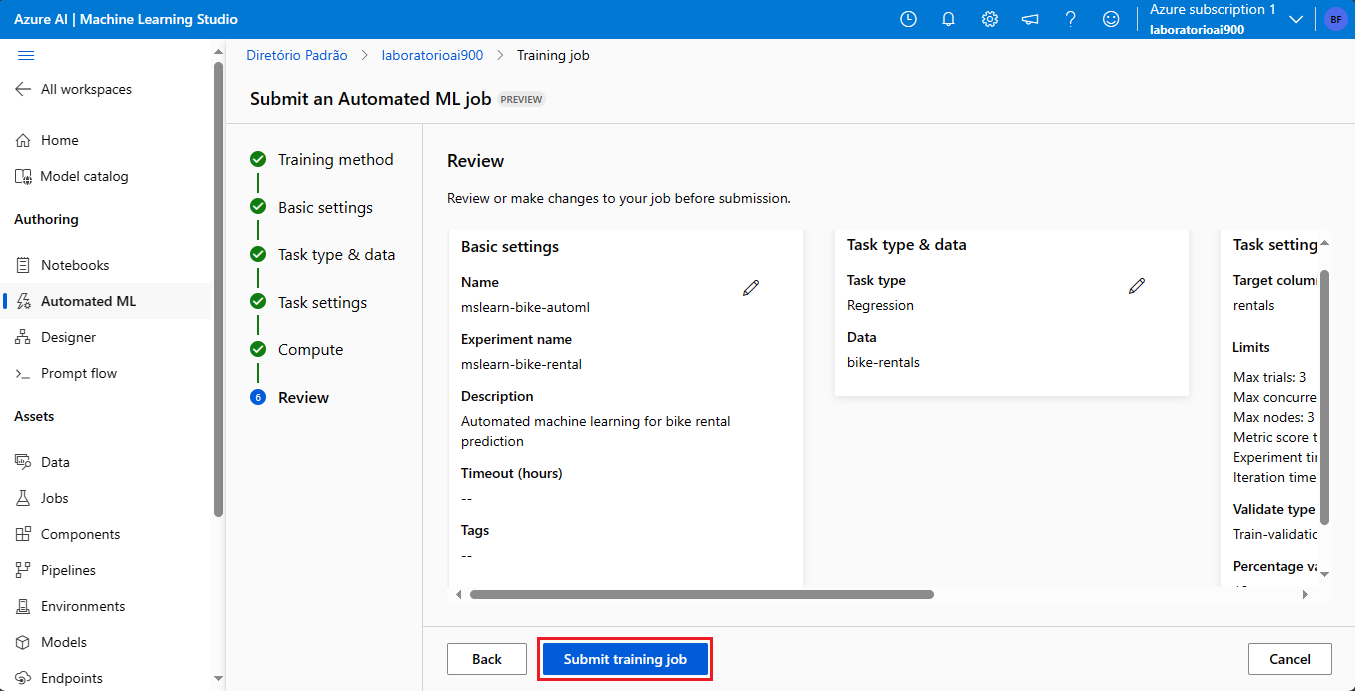 Azure AI | Machine Learning Studio
Azure subscription 1
laboratorioai900
BF
All workspaces
Home
Model catalog
Authoring
Notebooks
Automated ML
Designer
Prompt flow
Assets
Data
Jobs
Components
Pipelines
Environments
Models
Endpoints
Diretório Padrão > laboratorioai900 > Training job
Submit an Automated ML job PREVIEW
Training method
Basic settings
Task type & data
Task settings
Compute
6 Review
Review
Review or make changes to your job before submission.
Basic settings
Name
mslearn-bike-automl
Experiment name
mslearn-bike-rental
Description
Automated machine learning for bike rental
prediction
Timeout (hours)
--
Tags
--
Task type & data
Task type
Regression
Data
bike-rentals
Task setting
Target colum
rentals
Limits
Max trials: 3
Max concurre
Max nodes: 3
Metric score t
Experiment ti
Iteration time
Validate type
Train-validatio
Percentage va
Back
Submit training job
Cancel